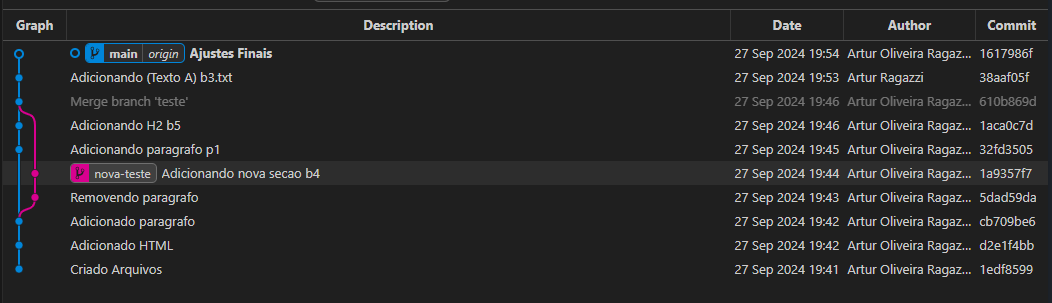 Graph Description Date Author Commit
main origin Ajustes Finais 27 Sep 2024 19:54 Artur Oliveira Ragaz... 1617986f
Adicionando (Texto A) b3.txt 27 Sep 2024 19:53 Artur Ragazzi 38aaf05f
Merge branch 'teste' 27 Sep 2024 19:46 Artur Oliveira Ragaz... 610b869d
Adicionando H2 b5 27 Sep 2024 19:46 Artur Oliveira Ragaz... 1aca0c7d
Adicionando paragrafo p1 27 Sep 2024 19:45 Artur Oliveira Ragaz... 32fd3505
nova-teste Adicionando nova secao b4 27 Sep 2024 19:44 Artur Oliveira Ragaz... 1a9357f7
Removendo paragrafo 27 Sep 2024 19:43 Artur Oliveira Ragaz... 5dad59da
Adicionado paragrafo 27 Sep 2024 19:42 Artur Oliveira Ragaz... cb709be6
Adicionado HTML 27 Sep 2024 19:42 Artur Oliveira Ragaz... d2e1f4bb
Criado Arquivos 27 Sep 2024 19:41 Artur Oliveira Ragaz... 1edf8599